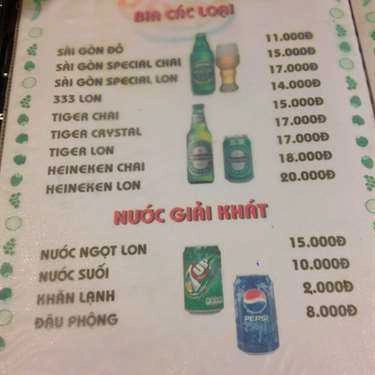 BIA CÁC LOẠI
SÀI GÒN ĐỎ 11.000Đ
SÀI GÒN SPECIAL CHAI 15.000Đ
SÀI GÒN SPECIAL LON 17.000Đ
333 LON 14.000Đ
TIGER CHAI 15.000Đ
TIGER CRAYSTAL 17.000Đ
TIGER LON 17.000Đ
HEINEKEN CHAI 18.000Đ
HEINEKEN LON 20.000Đ
NƯỚC GIẢI KHÁT
NƯỚC NGỌT LON 15.000Đ
NƯỚC SUỐI 10.000Đ
KHĂN LẠNH 2.000Đ
ĐẬU PHỘNG 8.000Đ
7UP
PEPSI